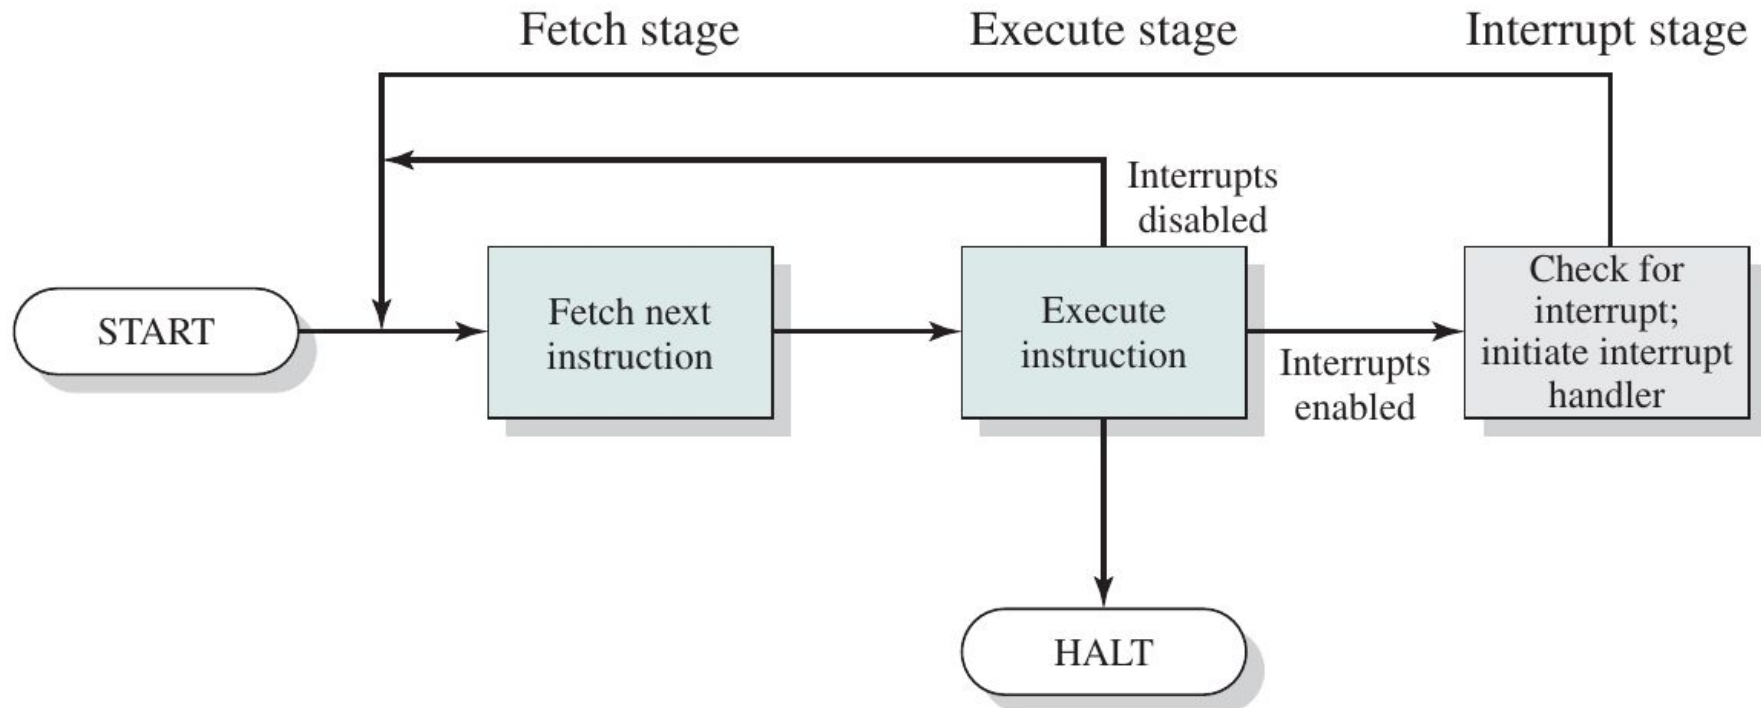 Fetch stage
Execute stage
Interrupt stage
Interrupts
disabled
START
Fetch next
instruction
Execute
instruction
Interrupts
enabled
Check for
interrupt;
initiate interrupt
handler
HALT